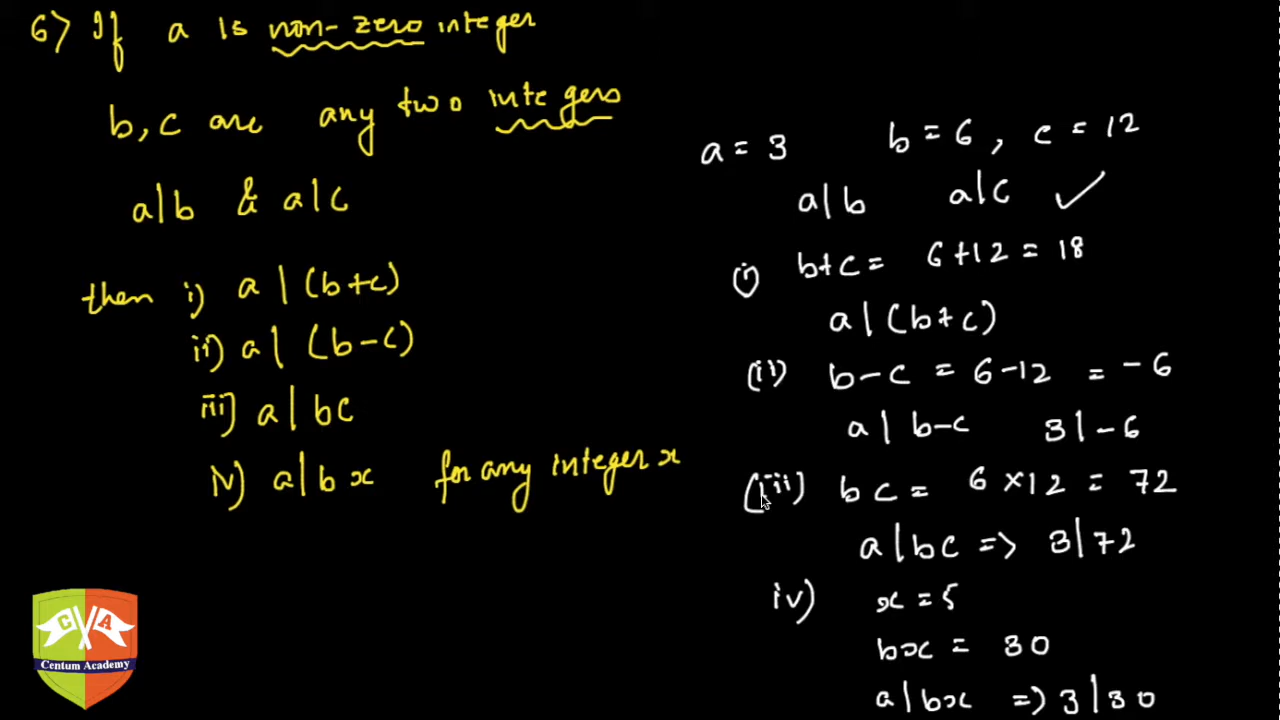 6) If a is non-zero integer
b, c are any two integers
a|b & a|c
then i) a | (b+c)
ii) a | (b-c)
iii) a | bc
iv) a|bx for any integer x
a = 3 b = 6, c = 12
a|b a|c ✓
(i) b+c = 6+12 = 18
a | (b+c)
(ii) b-c = 6-12 = -6
a | b-c 3|-6
(iii) bc = 6×12 = 72
a|bc => 3|72
iv) x = 5
bx = 30
a|bx => 3|30
C A
Centum Academy